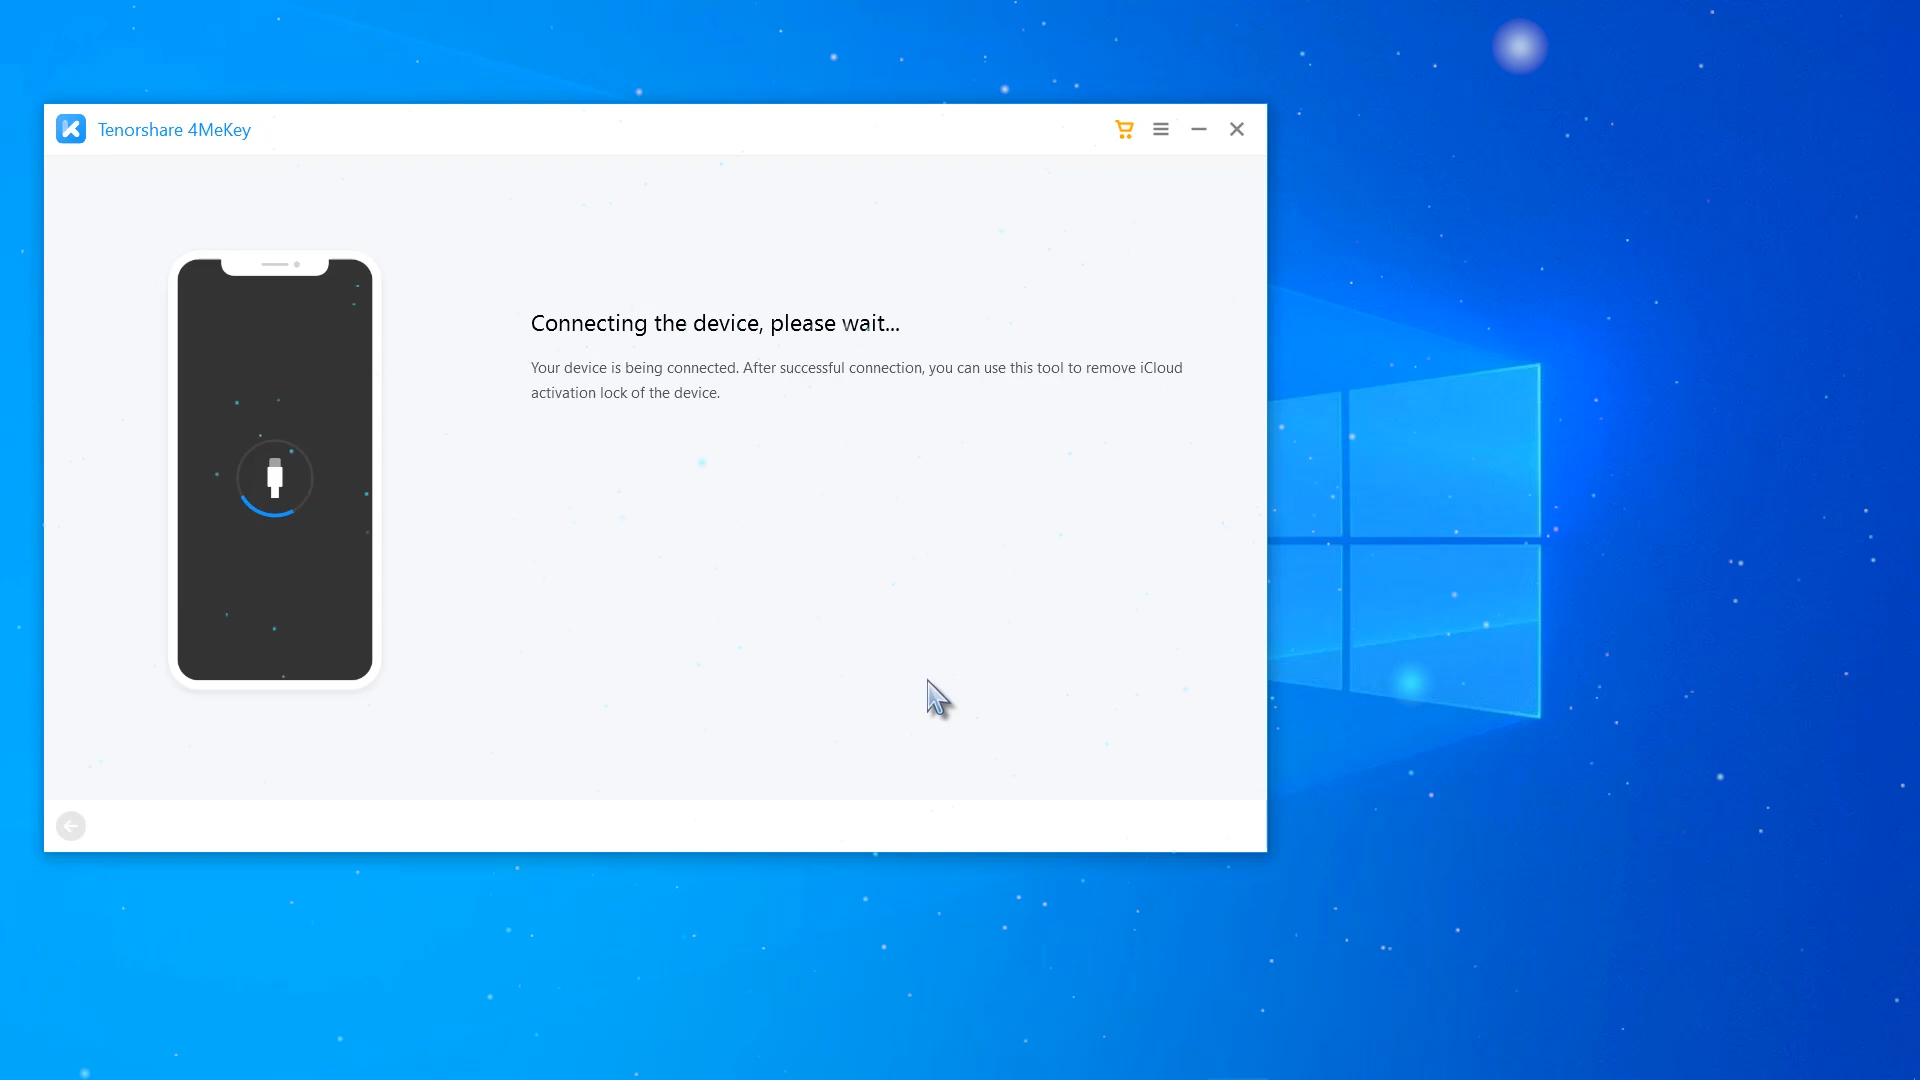 Tenorshare 4MeKey
Connecting the device, please wait...
Your device is being connected. After successful connection, you can use this tool to remove iCloud
activation lock of the device.